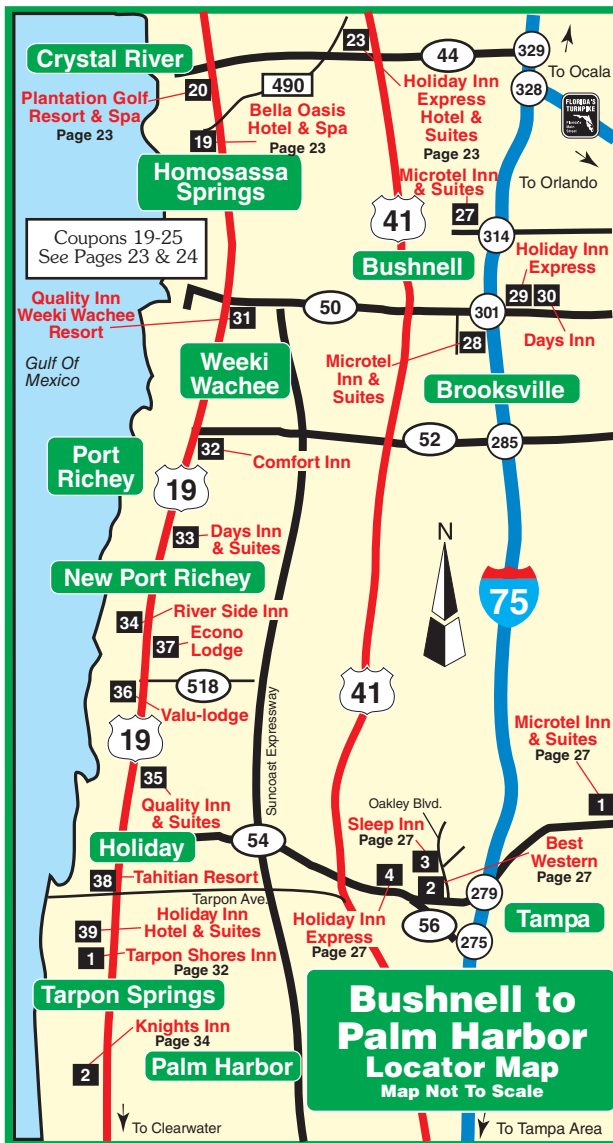 Crystal River
23
44
329
To Ocala
328
FLORIDA'S
TURNPIKE
Plantation Golf
Resort & Spa
Page 23
20
490
Bella Oasis
Hotel & Spa
Page 23
19
Holiday Inn
Express
Hotel &
Suites
Page 23
To Orlando
Homosassa
Springs
41
Microtel Inn
& Suites
27
314
Coupons 19-25
See Pages 23 & 24
Bushnell
Holiday Inn
Express
29
30
Quality Inn
Weeki Wachee
Resort
31
50
301
Days Inn
28
Gulf Of
Mexico
Weeki
Wachee
Microtel
Inn &
Suites
Brooksville
52
285
Port
Richey
32
Comfort Inn
19
33
Days Inn
& Suites
N
New Port Richey
75
34
River Side Inn
37
Econo
Lodge
518
36
Valu-lodge
41
19
Suncoast Expressway
Microtel Inn
& Suites
Page 27
1
35
Quality Inn
& Suites
Oakley Blvd.
Sleep Inn
Page 27
3
Best
Western
Page 27
Holiday
54
4
2
279
38
Tahitian Resort
Tarpon Ave.
Holiday Inn
Express
Page 27
56
275
Tampa
39
Holiday Inn
Hotel & Suites
1
Tarpon Shores Inn
Page 32
Tarpon Springs
Bushnell to
Palm Harbor
Locator Map
Map Not To Scale
Knights Inn
Page 34
2
Palm Harbor
To Clearwater
To Tampa Area